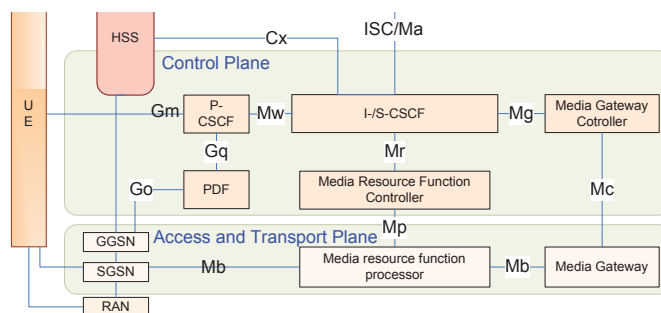 HSS
Cx
ISC/Ma
Control Plane
U
E
Gm
P-
CSCF
Mw
I-/S-CSCF
Mg
Media Gateway
Cotroller
Gq
Mr
Go
PDF
Media Resource Function
Controller
Mc
Mp
GGSN
Access and Transport Plane
SGSN
Mb
Media resource function
processor
Mb
Media Gateway
RAN